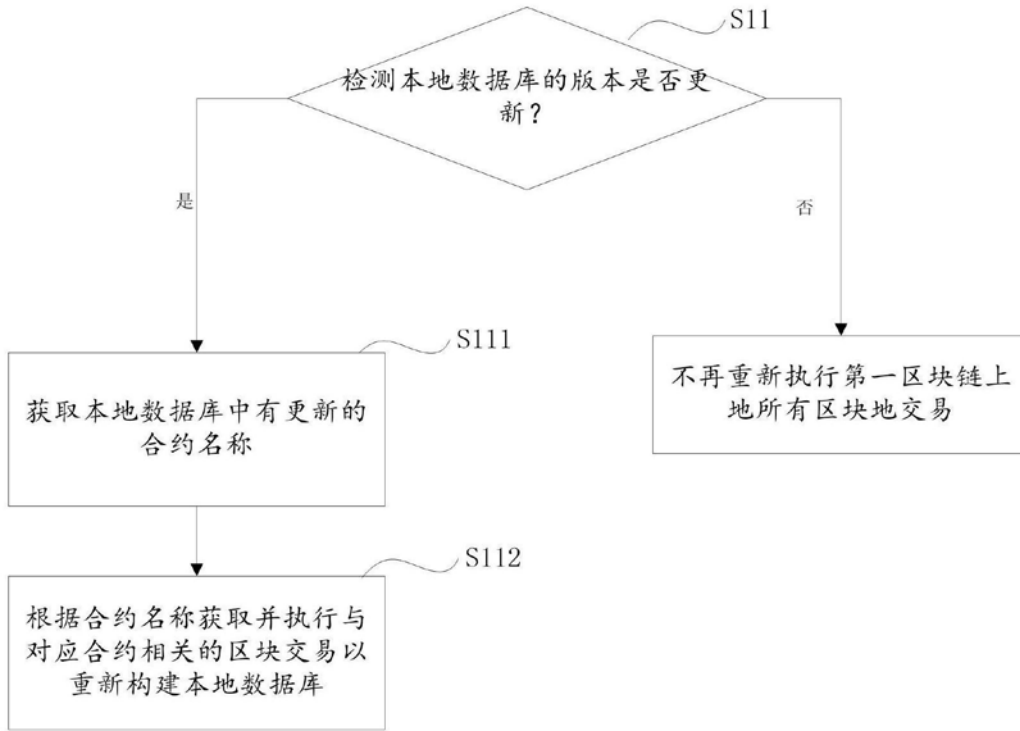 S11
检测本地数据库的版本是否更
新?
是
否
S111
获取本地数据库中有更新的
合约名称
不再重新执行第一区块链上
地所有区块地交易
S112
根据合约名称获取并执行与
对应合约相关的区块交易以
重新构建本地数据库